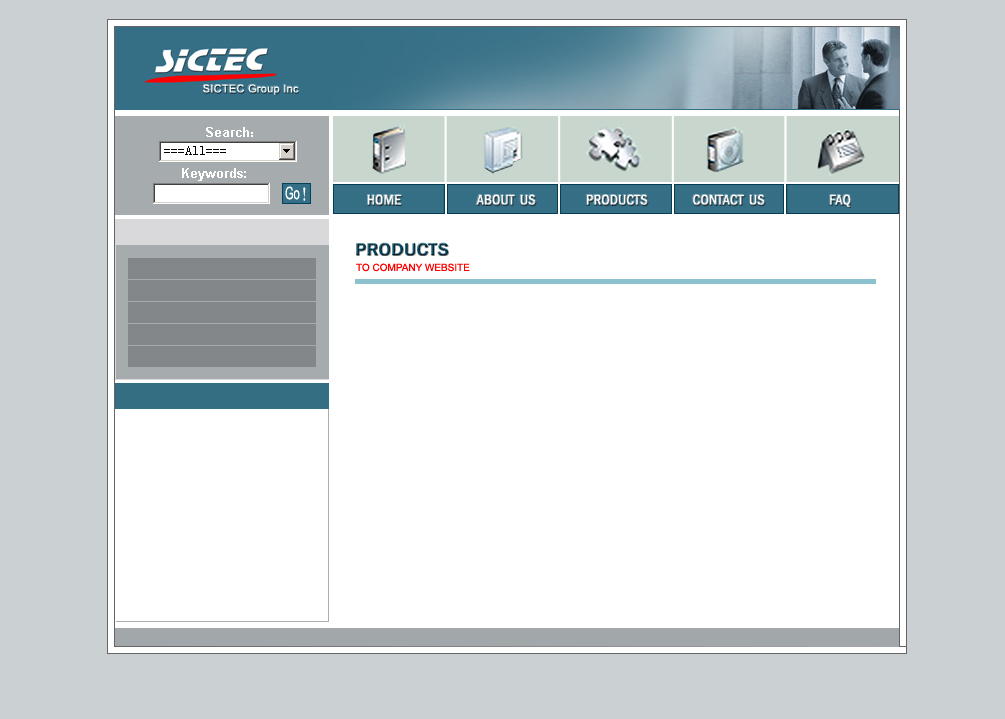 SICTEC
SICTEC Group Inc
Search:
===All===
Keywords:
Go !
HOME
ABOUT US
PRODUCTS
CONTACT US
FAQ
PRODUCTS
TO COMPANY WEBSITE